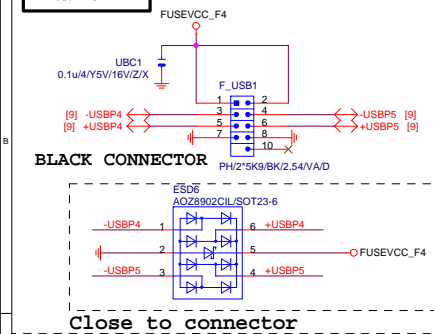 FUSEVCC_F4
UBC1
0.1u/4/Y5V/16V/Z/X
F_USB1
1 2
[9] -USBP4 3 4 -USBP5 [9]
[9] +USBP4 5 6 +USBP5 [9]
7 8
10
B
BLACK CONNECTOR PH/2*5K9/BK/2.54/VA/D
ESD6
AOZ8902CIL/SOT23-6
-USBP4 1 6 +USBP4
2 5 FUSEVCC_F4
-USBP5 3 4 +USBP5
Close to connector